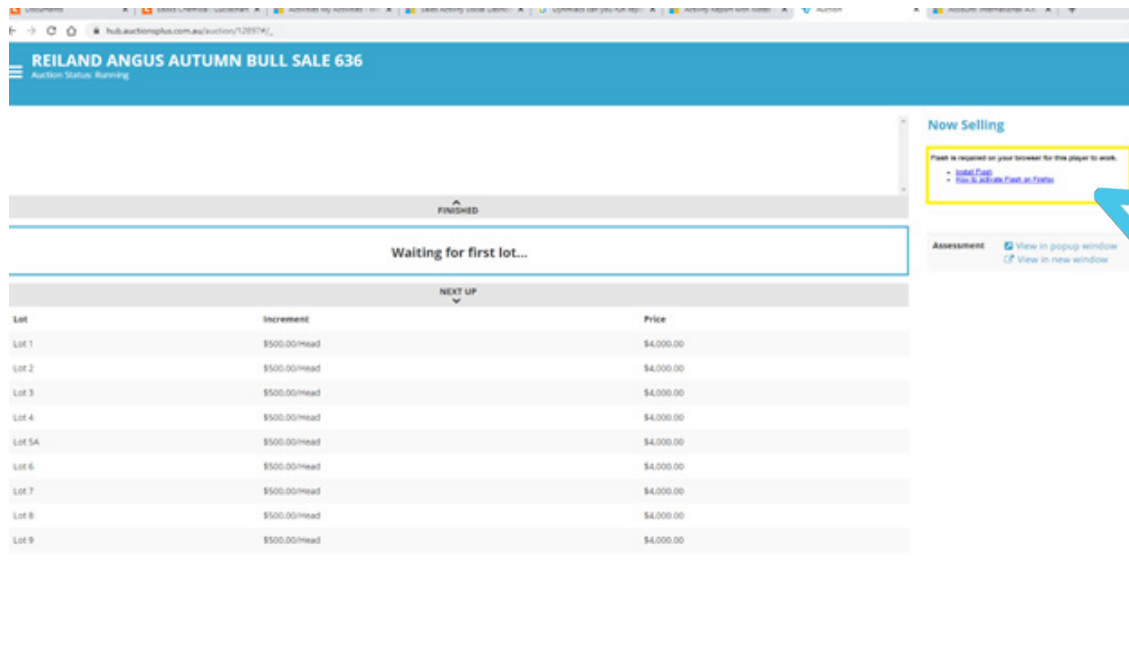 Documents
hub.auctionsplus.com.au/auction/12897#/_
REILAND ANGUS AUTUMN BULL SALE 636
Auction Status: Running
Now Selling
Flash is required on your browser for this player to work.
Install Flash
How to activate Flash on Firefox
FINISHED
Waiting for first lot...
Assessment View in popup window
View in new window
NEXT UP
Lot Increment Price
Lot 1 $500.00/Head $4,000.00
Lot 2 $500.00/Head $4,000.00
Lot 3 $500.00/Head $4,000.00
Lot 4 $500.00/Head $4,000.00
Lot 5A $500.00/Head $4,000.00
Lot 6 $500.00/Head $4,000.00
Lot 7 $500.00/Head $4,000.00
Lot 8 $500.00/Head $4,000.00
Lot 9 $500.00/Head $4,000.00